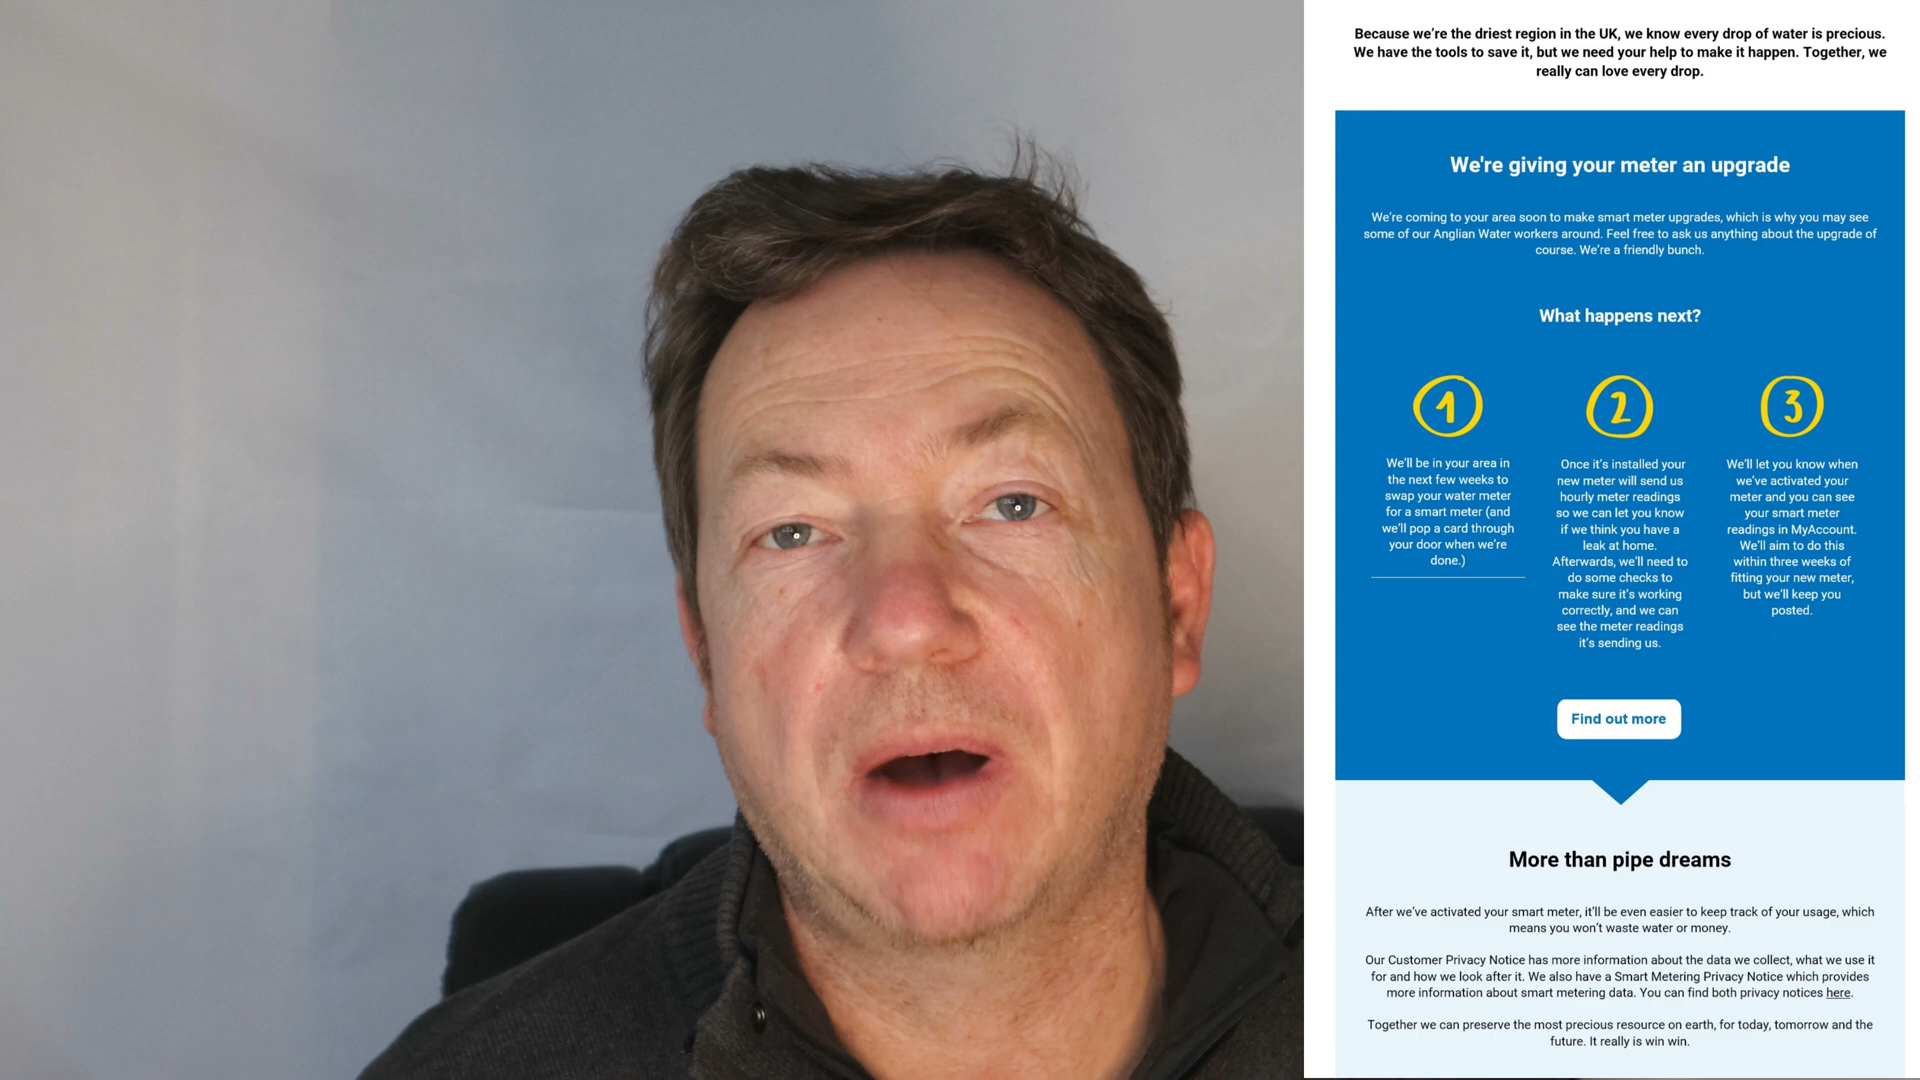 Because we're the driest region in the UK, we know every drop of water is precious.
We have the tools to save it, but we need your help to make it happen. Together, we
really can love every drop.
We're giving your meter an upgrade
We're coming to your area soon to make smart meter upgrades, which is why you may see
some of our Anglian Water workers around. Feel free to ask us anything about the upgrade of
course. We're a friendly bunch.
What happens next?
1
We'll be in your area in
the next few weeks to
swap your water meter
for a smart meter (and
we'll pop a card through
your door when we're
done.)
2
Once it's installed your
new meter will send us
hourly meter readings
so we can let you know
if we think you have a
leak at home.
Afterwards, we'll need to
do some checks to
make sure it's working
correctly, and we can
see the meter readings
it's sending us.
3
We'll let you know when
we've activated your
meter and you can see
your smart meter
readings in MyAccount.
We'll aim to do this
within three weeks of
fitting your new meter,
but we'll keep you
posted.
Find out more
More than pipe dreams
After we've activated your smart meter, it'll be even easier to keep track of your usage, which
means you won't waste water or money.
Our Customer Privacy Notice has more information about the data we collect, what we use it
for and how we look after it. We also have a Smart Metering Privacy Notice which provides
more information about smart metering data. You can find both privacy notices here.
Together we can preserve the most precious resource on earth, for today, tomorrow and the
future. It really is win win.